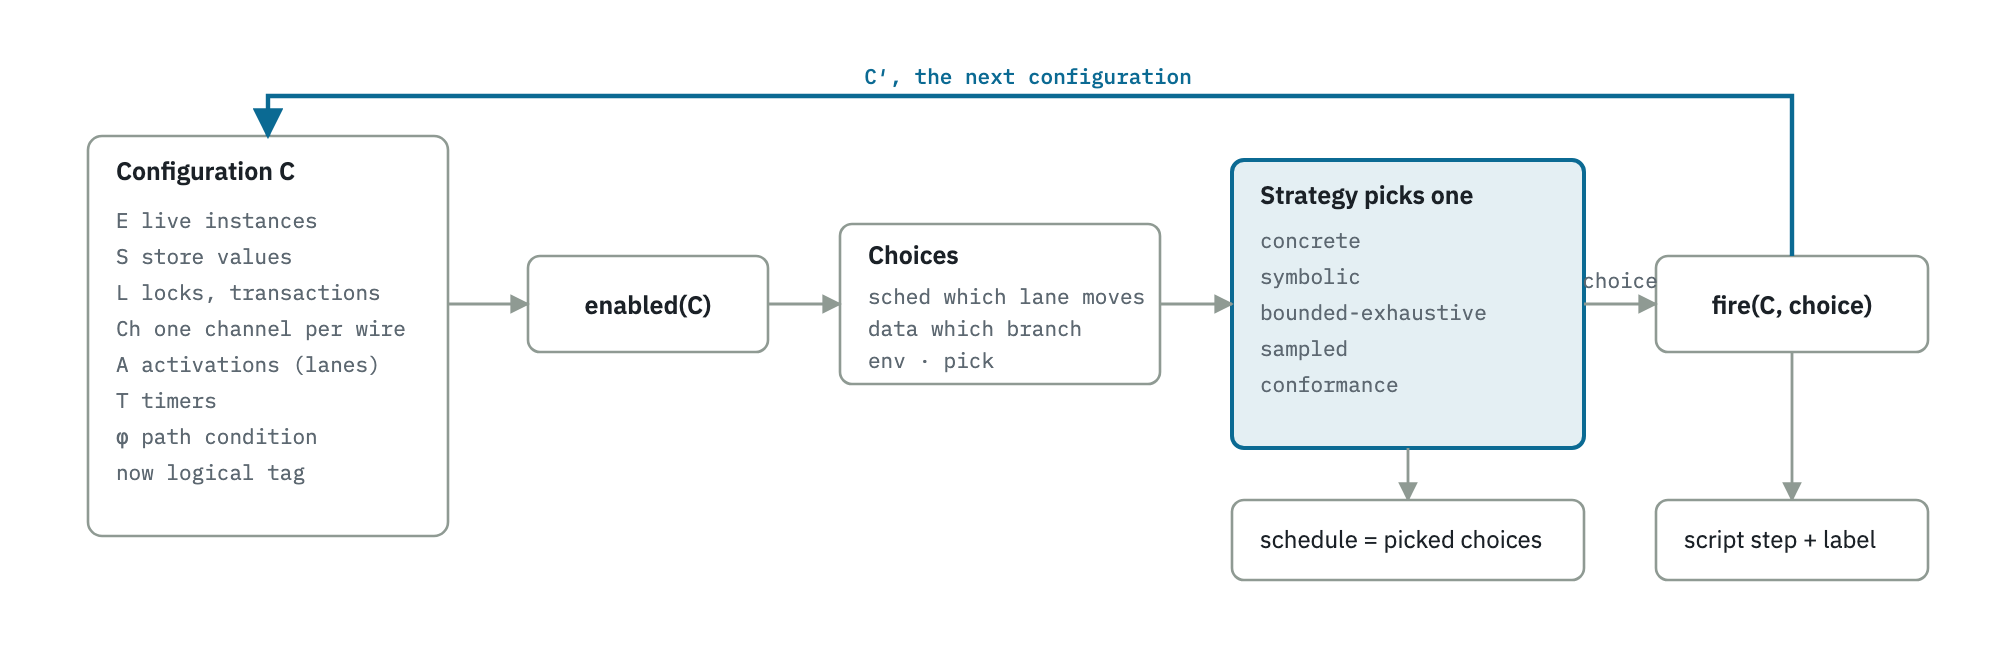 C′, the next configuration
Configuration C
E live instances
S store values
L locks, transactions
Ch one channel per wire
A activations (lanes)
T timers
φ path condition
now logical tag
enabled(C)
Choices
sched which lane moves
data which branch
env · pick
Strategy picks one
concrete
symbolic
bounded-exhaustive
sampled
conformance
choice
fire(C, choice)
schedule = picked choices
script step + label